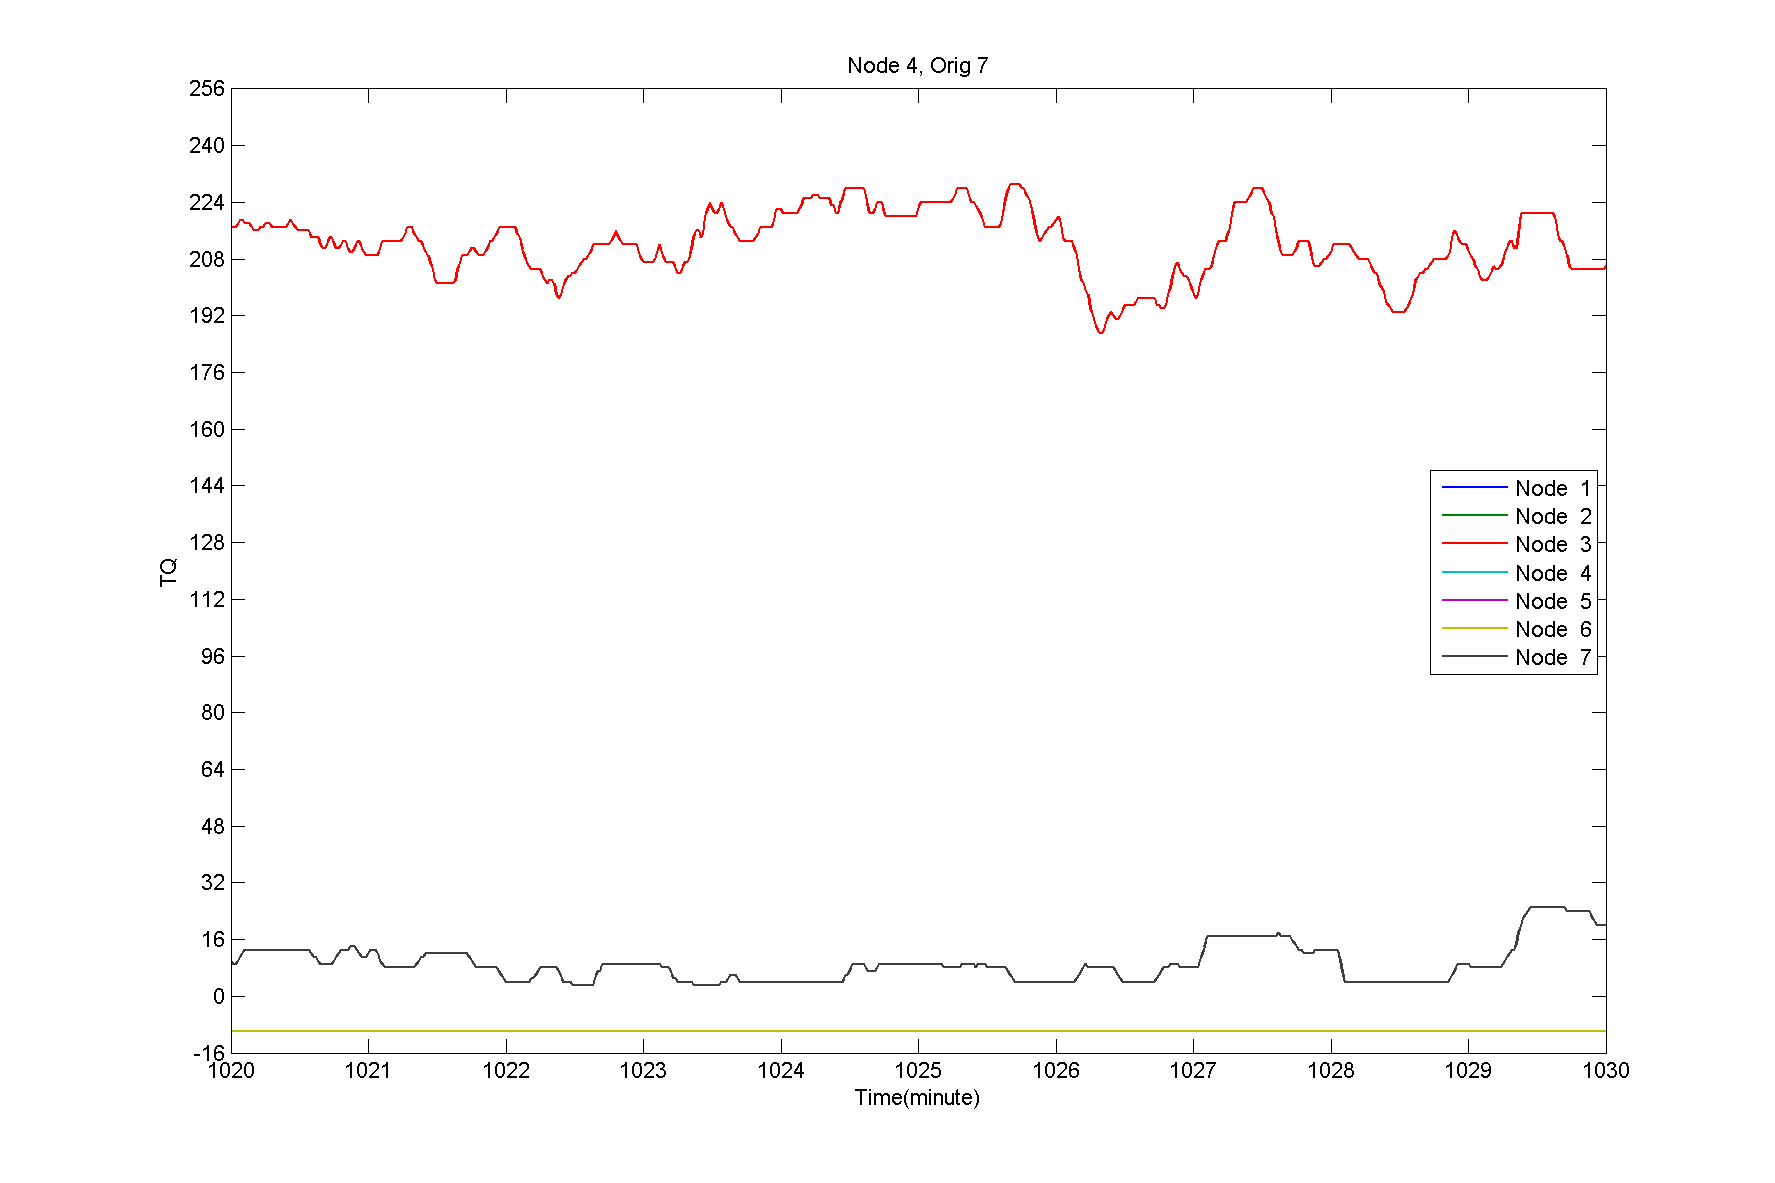 Node 4, Orig 7
256
240
224
208
192
176
160
144
128
112
96
80
64
48
32
16
0
-16
TQ
Node 1
Node 2
Node 3
Node 4
Node 5
Node 6
Node 7
1020 1021 1022 1023 1024 1025 1026 1027 1028 1029 1030
Time(minute)